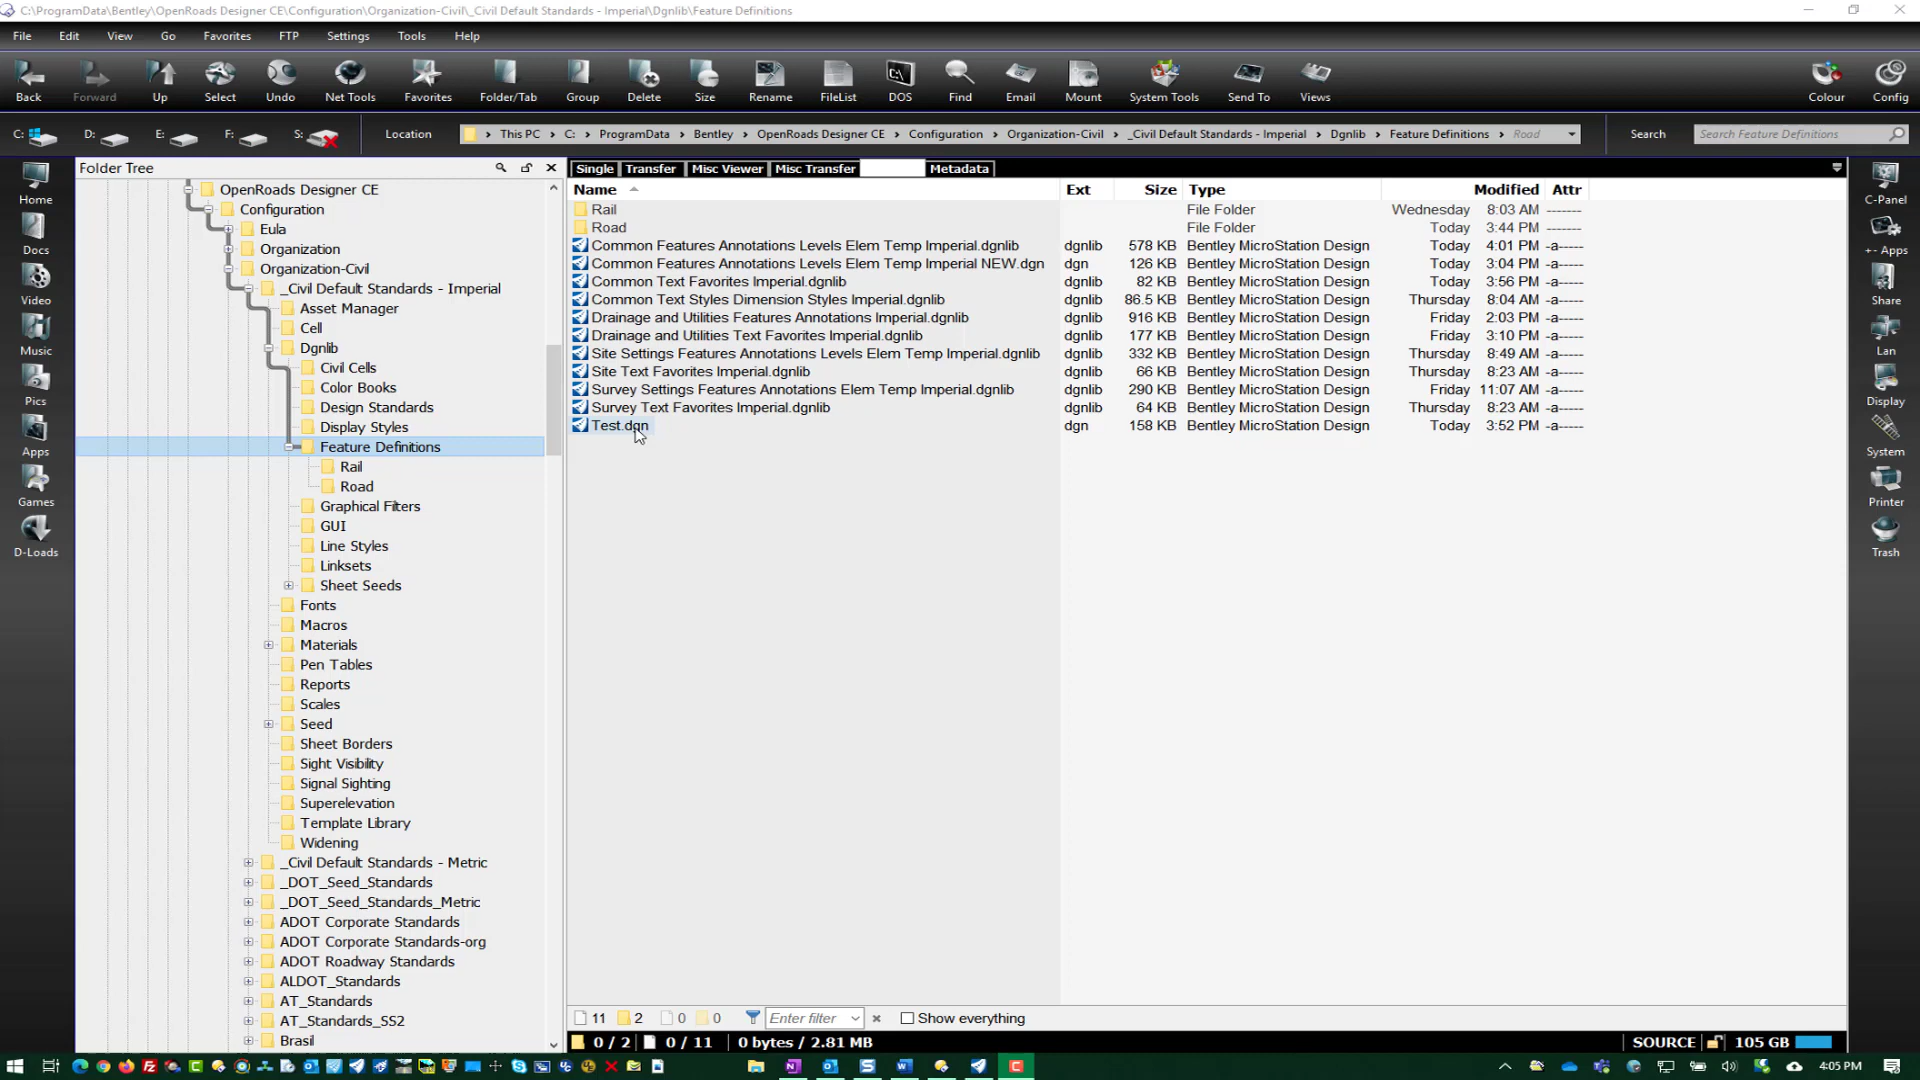 C:\ProgramData\Bentley\OpenRoads Designer CE\Configuration\Organization-Civil\_Civil Default Standards - Imperial\Dgnlib\Feature Definitions
File Edit View Go Favorites FTP Settings Tools Help
Back Forward Up Select Undo Net Tools Favorites Folder/Tab Group Delete Size Rename FileList DOS Find Email Mount System Tools Send To Views Colour Config
C: D: E: F: S: Location This PC C: ProgramData Bentley OpenRoads Designer CE Configuration Organization-Civil _Civil Default Standards - Imperial Dgnlib Feature Definitions Road Search Search Feature Definitions
Home
Docs
Video
Music
Pics
Apps
Games
D-Loads
Folder Tree
OpenRoads Designer CE
Configuration
Eula
Organization
Organization-Civil
_Civil Default Standards - Imperial
Asset Manager
Cell
Dgnlib
Civil Cells
Color Books
Design Standards
Display Styles
Feature Definitions
Rail
Road
Graphical Filters
GUI
Line Styles
Linksets
Sheet Seeds
Fonts
Macros
Materials
Pen Tables
Reports
Scales
Seed
Sheet Borders
Sight Visibility
Signal Sighting
Superelevation
Template Library
Widening
_Civil Default Standards - Metric
_DOT_Seed_Standards
_DOT_Seed_Standards_Metric
ADOT Corporate Standards
ADOT Corporate Standards-org
ADOT Roadway Standards
ALDOT_Standards
AT_Standards
AT_Standards_SS2
Brasil
Single Transfer Misc Viewer Misc Transfer Metadata
Name Ext Size Type Modified Attr
Rail File Folder Wednesday 8:03 AM -------
Road File Folder Today 3:44 PM -------
Common Features Annotations Levels Elem Temp Imperial.dgnlib dgnlib 578 KB Bentley MicroStation Design Today 4:01 PM -a-----
Common Features Annotations Levels Elem Temp Imperial NEW.dgn dgn 126 KB Bentley MicroStation Design Today 3:04 PM -a-----
Common Text Favorites Imperial.dgnlib dgnlib 82 KB Bentley MicroStation Design Today 3:56 PM -a-----
Common Text Styles Dimension Styles Imperial.dgnlib dgnlib 86.5 KB Bentley MicroStation Design Thursday 8:04 AM -a-----
Drainage and Utilities Features Annotations Imperial.dgnlib dgnlib 916 KB Bentley MicroStation Design Friday 2:03 PM -a-----
Drainage and Utilities Text Favorites Imperial.dgnlib dgnlib 177 KB Bentley MicroStation Design Friday 3:10 PM -a-----
Site Settings Features Annotations Levels Elem Temp Imperial.dgnlib dgnlib 332 KB Bentley MicroStation Design Thursday 8:49 AM -a-----
Site Text Favorites Imperial.dgnlib dgnlib 66 KB Bentley MicroStation Design Thursday 8:23 AM -a-----
Survey Settings Features Annotations Elem Temp Imperial.dgnlib dgnlib 290 KB Bentley MicroStation Design Friday 11:07 AM -a-----
Survey Text Favorites Imperial.dgnlib dgnlib 64 KB Bentley MicroStation Design Thursday 8:23 AM -a-----
Test.dgn dgn 158 KB Bentley MicroStation Design Today 3:52 PM -a-----
11 2 0 0 Enter filter Show everything
0 / 2 0 / 11 0 bytes / 2.81 MB SOURCE 105 GB
C-Panel
+- Apps
Share
Lan
Display
System
Printer
Trash
4:05 PM